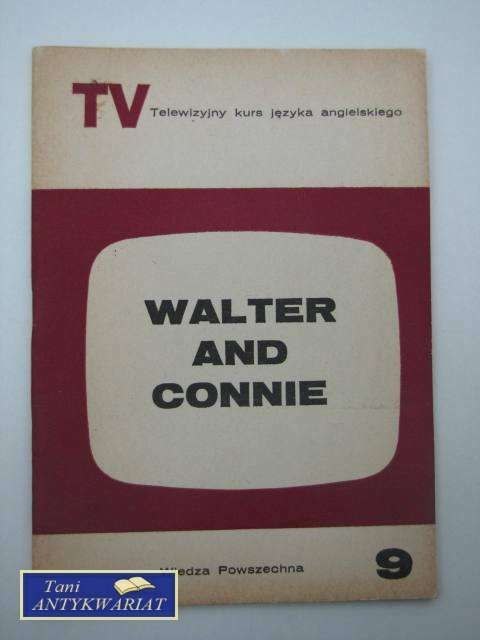 TV Telewizyjny kurs języka angielskiego
WALTER
AND
CONNIE
Wiedza Powszechna 9
Tani
ANTYKWARIAT